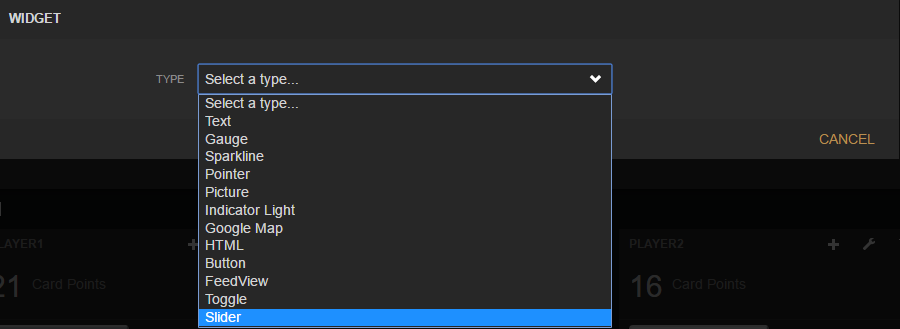 WIDGET
TYPE
Select a type...
Select a type...
Text
Gauge
Sparkline
Pointer
Picture
Indicator Light
Google Map
HTML
Button
FeedView
Toggle
Slider
CANCEL
LAYER1
21 Card Points
PLAYER2
16 Card Points